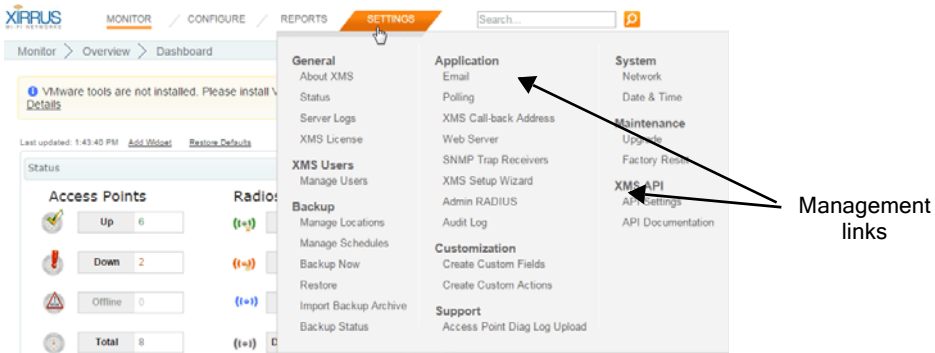 XIRRUS
WI-FI NETWORKS
MONITOR / CONFIGURE / REPORTS SETTINGS Search...
Monitor > Overview > Dashboard
VMware tools are not installed. Please install
Details
Last updated: 1:43:40 PM Add Widget Restore Defaults
Status
Access Points
Up 6
Down 2
Offline 0
Total 8
General
About XMS
Status
Server Logs
XMS License
XMS Users
Manage Users
Backup
Manage Locations
Manage Schedules
Backup Now
Restore
Import Backup Archive
Backup Status
Application
Email
Polling
XMS Call-back Address
Web Server
SNMP Trap Receivers
XMS Setup Wizard
Admin RADIUS
Audit Log
Customization
Create Custom Fields
Create Custom Actions
Support
Access Point Diag Log Upload
System
Network
Date & Time
Maintenance
Upgrade
Factory Reset
XMS API
API Settings
API Documentation
Management
links